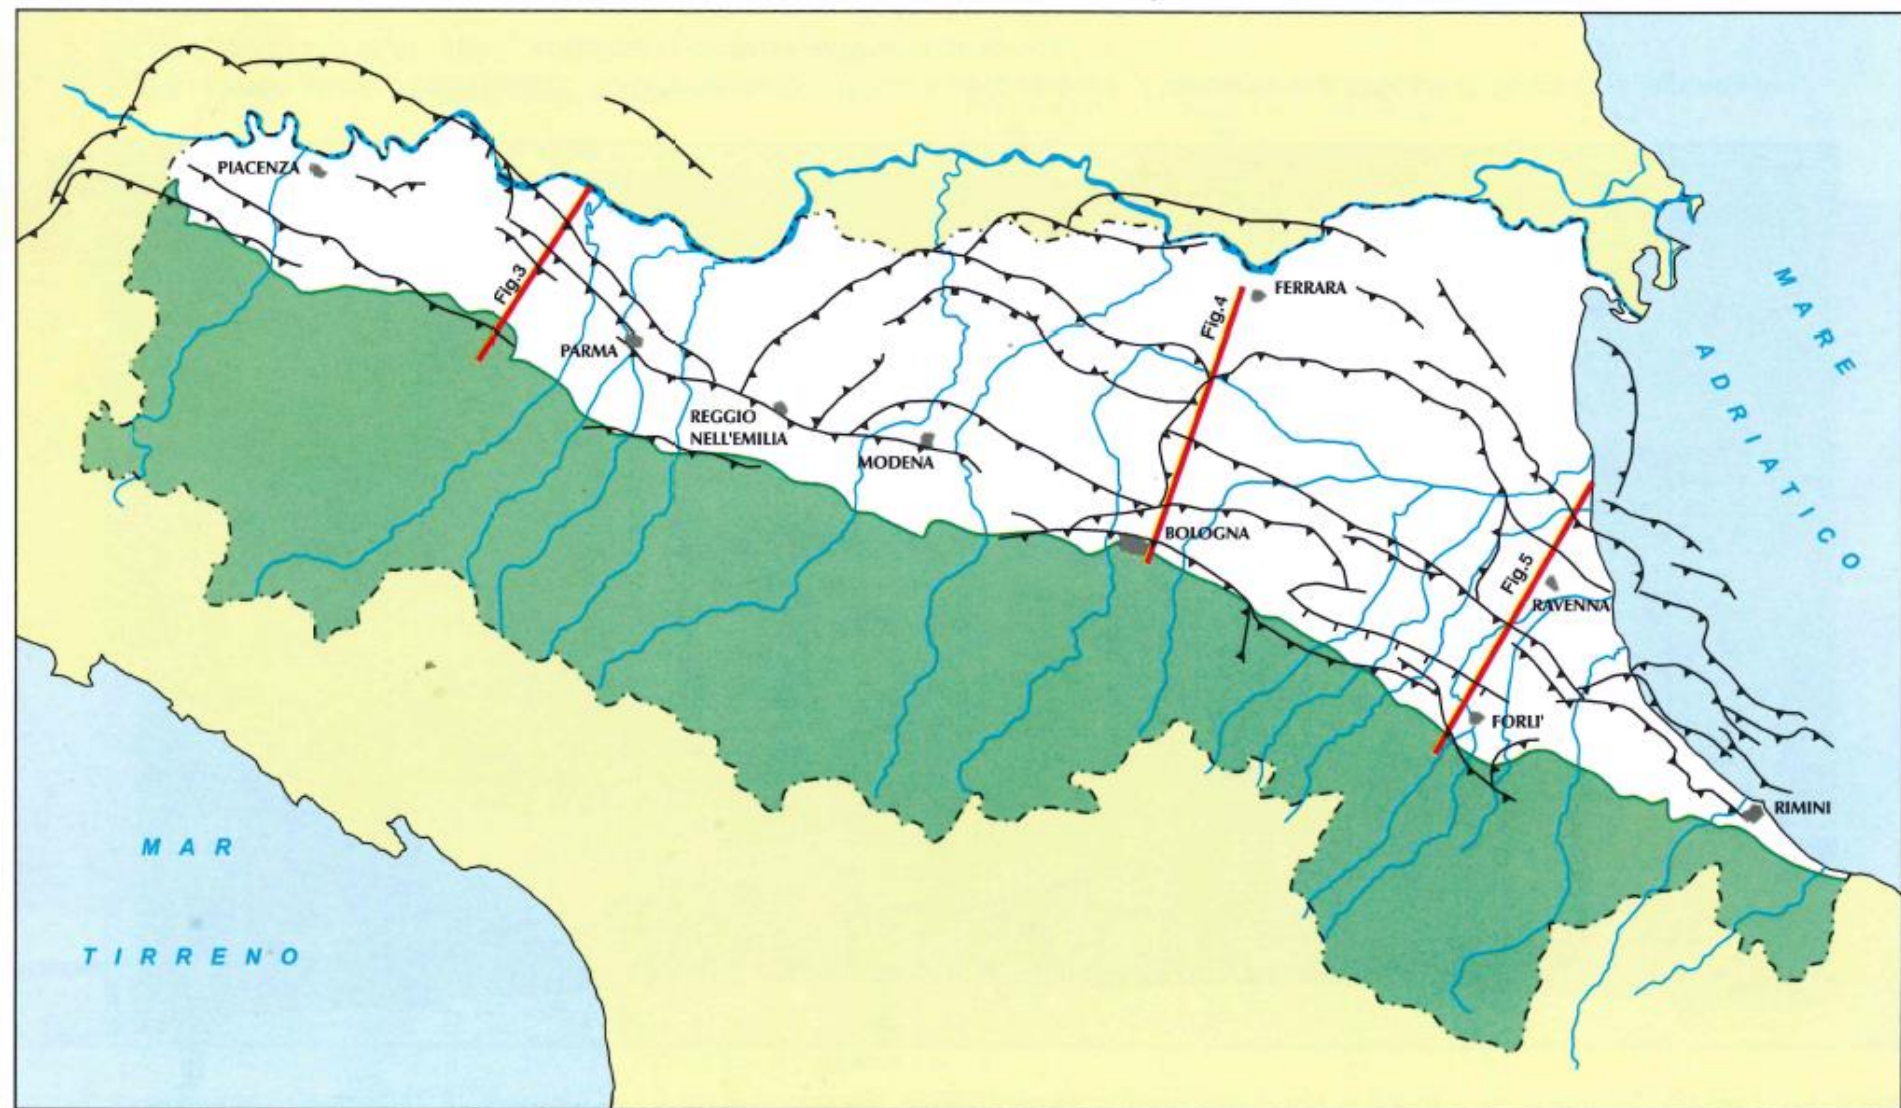 PIACENZA
Fig.3
PARMA
REGGIO
NELL'EMILIA
MODENA
Fig.4
FERRARA
BOLOGNA
Fig.5
RAVENNA
FORLI'
RIMINI
MARE
ADRIATICO
MAR
TIRRENO